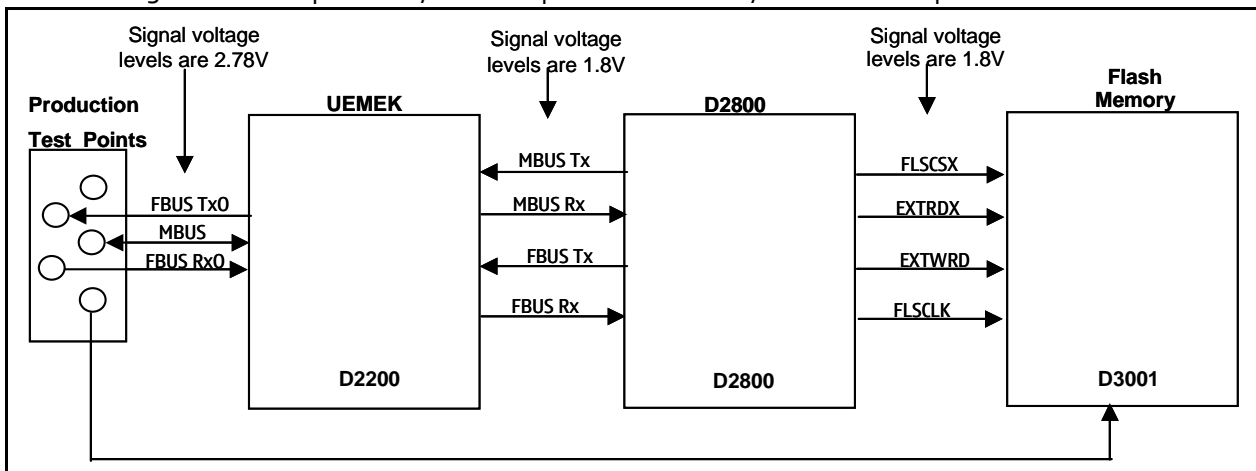 Signal voltage
levels are 2.78V
Signal voltage
levels are 1.8V
Signal voltage
levels are 1.8V
Production
Test Points
UEMEK
D2800
Flash
Memory
FBUS TxO
MBUS
FBUS RxO
MBUS Tx
MBUS Rx
FBUS Tx
FBUS Rx
FLSCSX
EXTRDX
EXTWRD
FLSCLK
D2200
D2800
D3001